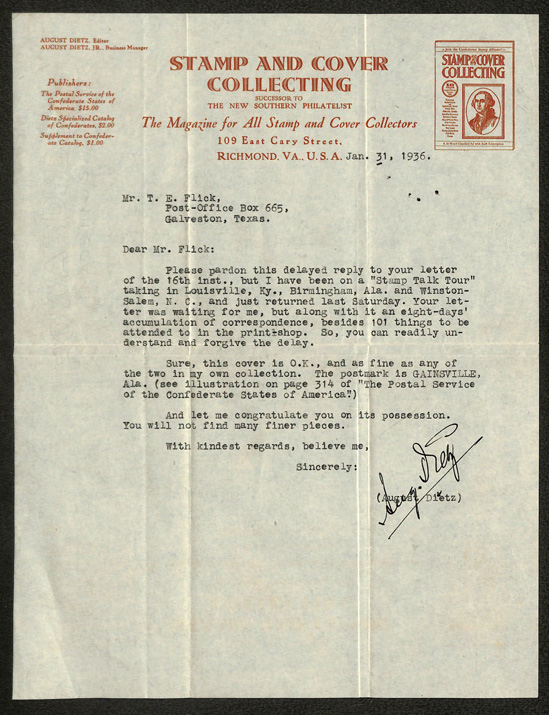 AUGUST DIETZ, Editor
AUGUST DIETZ, JR., Business Manager
Publishers:
The Postal Service of the
Confederate States of
America, $15.00
Dietz Specialized Catalog
of Confederates, $2.00
Supplement to Confeder-
ate Catalog, $1.00
STAMP AND COVER
COLLECTING
SUCCESSOR TO
THE NEW SOUTHERN PHILATELIST
The Magazine for All Stamp and Cover Collectors
109 East Cary Street,
RICHMOND, VA., U. S. A. Jan. 31, 1936.
STAMP AND COVER
COLLECTING
Mr. T. E. Flick,
Post-Office Box 665,
Galveston, Texas.
Dear Mr. Flick:
Please pardon this delayed reply to your letter
of the 16th inst., but I have been on a "Stamp Talk Tour"
taking in Louisville, Ky., Birmingham, Ala. and Winston-
Salem, N. C., and just returned last Saturday. Your let-
ter was waiting for me, but along with it an eight-days'
accumulation of correspondence, besides 101 things to be
attended to in the print-shop. So, you can readily un-
derstand and forgive the delay.
Sure, this cover is O.K., and as fine as any of
the two in my own collection. The postmark is GAINSVILLE,
Ala. (see illustration on page 314 of "The Postal Service
of the Confederate States of America")
And let me congratulate you on its possession.
You will not find many finer pieces.
With kindest regards, believe me,
Sincerely:
Aug. Dietz
(August Dietz)